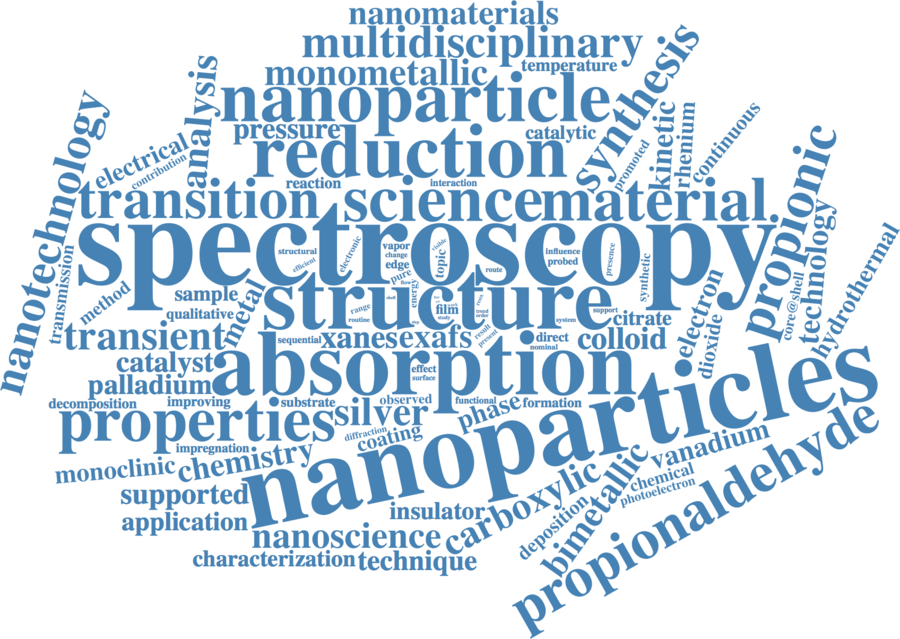 nanomaterials
multidisciplinary
monometallic
temperature
synthesis
nanoparticle
analysis
nanotechnology
pressure
catalytic
electrical
contribution
reduction
promoted
kinetic
rhenium
continuous
reaction
interaction
transition
science
material
propionic
spectroscopy
structural
efficient
electronic
vapor
change
edge
pure
flow
visible
topic
route
influence
probed
presence
synthetic
transmission
method
sample
qualitative
metal
structure
range
routine
energy
film
study
trend
order
result
present
system
support
citrate
electron
dioxide
core@shell
technology
hydrothermal
transient
sequential
xanesexafs
direct
nominal
colloid
catalyst
palladium
absorption
effect
surface
decomposition
improving
substrate
observed
functional
formation
properties
silver
phase
diffraction
coating
impregnation
nanoparticles
monoclinic
chemistry
supported
application
insulator
carboxylic
bimetallic
vanadium
chemical
photoelectron
deposition
nanoscience
characterization
technique
propionaldehyde